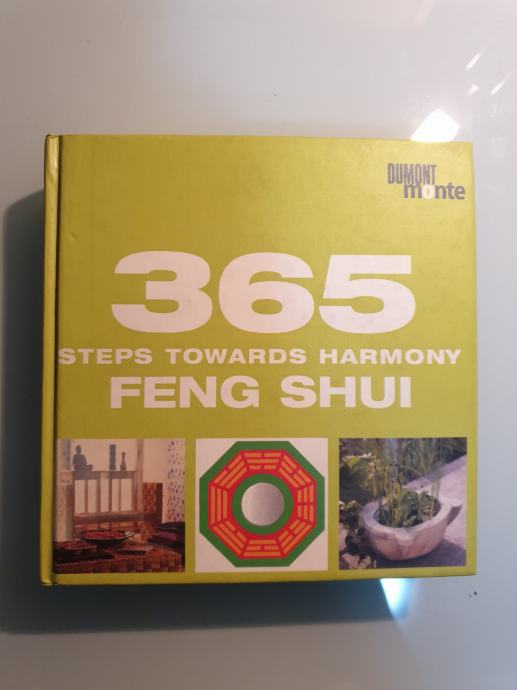 DUMONT
monte
365
STEPS TOWARDS HARMONY
FENG SHUI